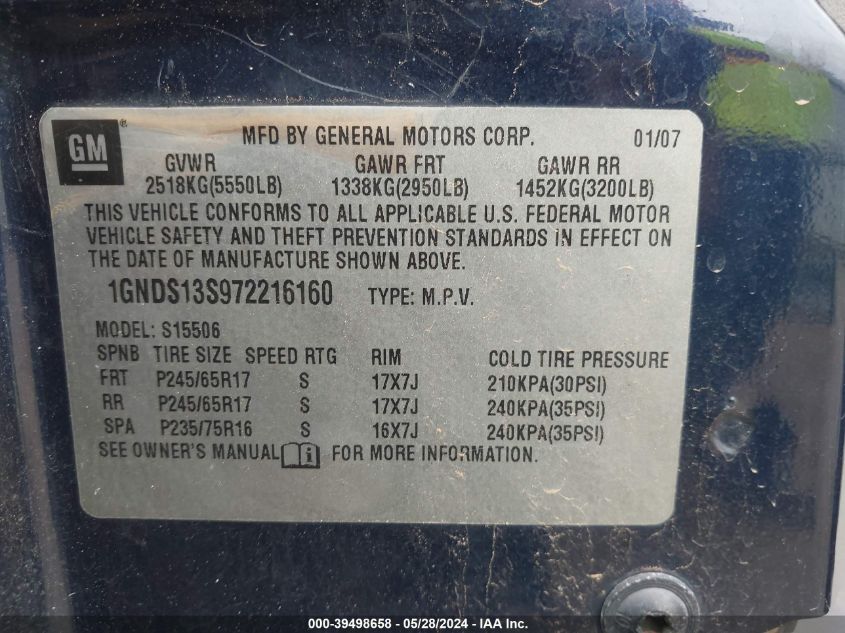 GM ® MFD BY GENERAL MOTORS CORP. 01/07
GVWR GAWR FRT GAWR RR
2518KG(5550LB) 1338KG(2950LB) 1452KG(3200LB)
THIS VEHICLE CONFORMS TO ALL APPLICABLE U.S. FEDERAL MOTOR
VEHICLE SAFETY AND THEFT PREVENTION STANDARDS IN EFFECT ON
THE DATE OF MANUFACTURE SHOWN ABOVE.
1GNDS13S972216160 TYPE: M.P.V.
MODEL: S15506
SPNB TIRE SIZE SPEED RTG RIM COLD TIRE PRESSURE
FRT P245/65R17 S 17X7J 210KPA(30PSI)
RR P245/65R17 S 17X7J 240KPA(35PSI)
SPA P235/75R16 S 16X7J 240KPA(35PSI)
SEE OWNER'S MANUAL i FOR MORE INFORMATION.
000-39498658 - 05/28/2024 - IAA Inc.